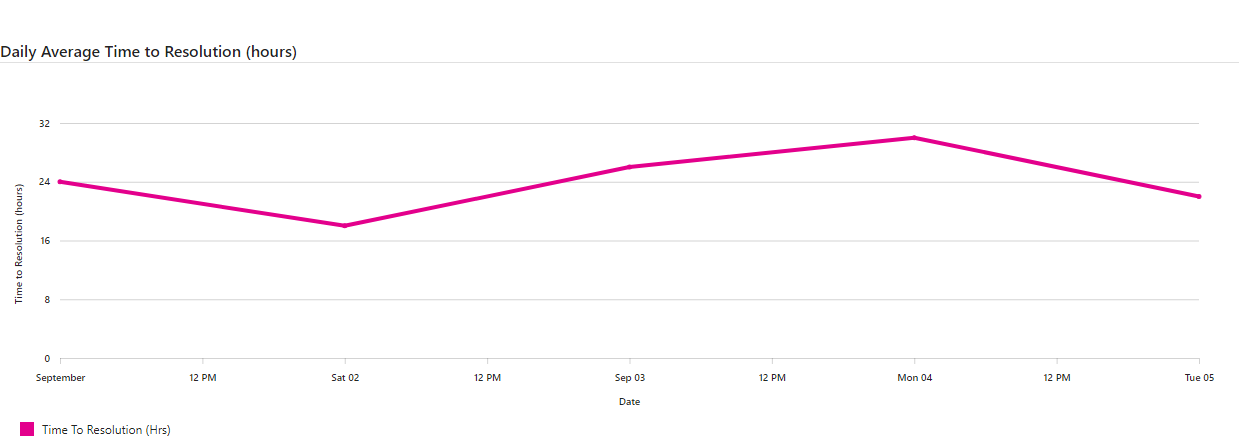 Daily Average Time to Resolution (hours)
32
24
16
8
0
Time to Resolution (hours)
September 12 PM Sat 02 12 PM Sep 03 12 PM Mon 04 12 PM Tue 05
Date
Time To Resolution (Hrs)